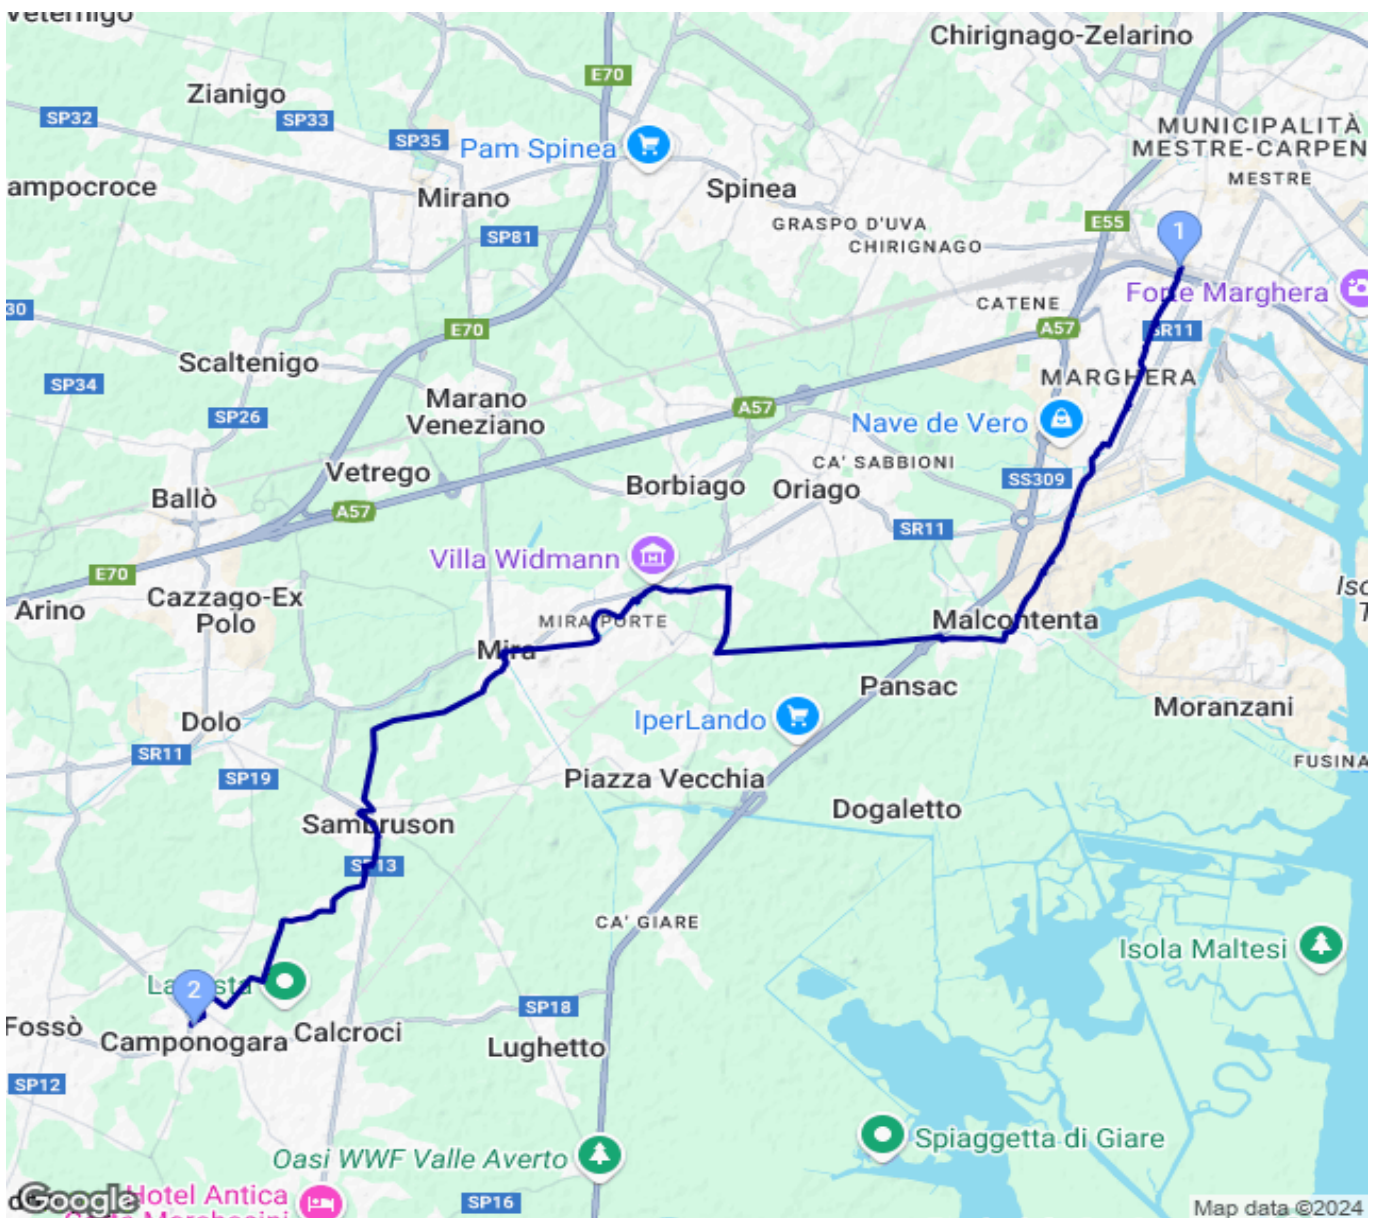 Veternigo
Chirignago-Zelarino
E70
Zianigo
SP32
SP33
MUNICIPALITÀ
MESTRE-CARPEN
SP35
Pam Spinea
MESTRE
ampocroce
Spinea
Mirano
GRASPO D'UVA
E55
1
SP81
CHIRIGNAGO
Forte Marghera
CATENE
30
E70
A57
SR11
Scaltenigo
MARGHERA
SP34
Marano
Veneziano
A57
SP26
Nave de Vero
CA' SABBIONI
Vetrego
SS309
Borbiago
Oriago
Ballò
A57
SR11
Villa Widmann
E70
Cazzago-Ex
Polo
Arino
MIRA PORTE
Malcontenta
Mira
Pansac
Moranzani
IperLando
Dolo
SR11
FUSINA
SP19
Piazza Vecchia
Dogaletto
Sambruson
SP13
CA' GIARE
Isola Maltesi
2
SP18
Fossò
Camponogara
Calcroci
Lughetto
SP12
Spiaggetta di Giare
Oasi WWF Valle Averto
Google
Hotel Antica
SP16
Map data ©2024